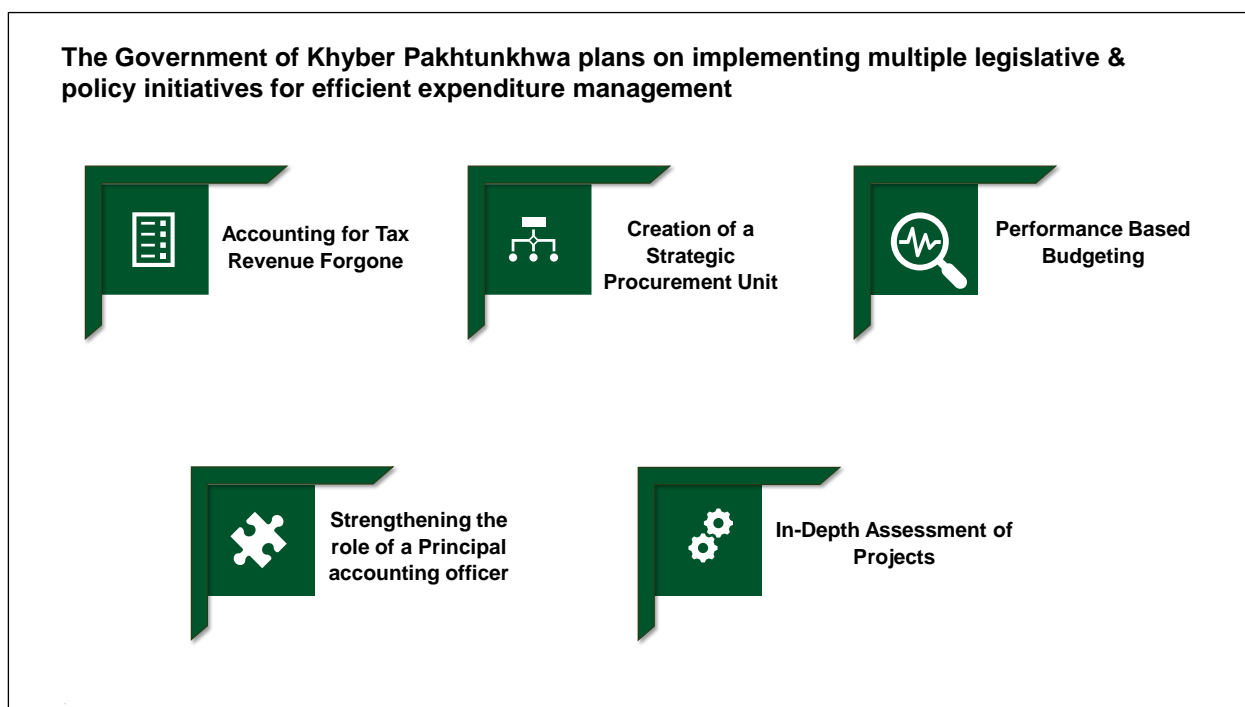 The Government of Khyber Pakhtunkhwa plans on implementing multiple legislative &
policy initiatives for efficient expenditure management
Accounting for Tax
Revenue Forgone
Creation of a
Strategic
Procurement Unit
Performance Based
Budgeting
Strengthening the
role of a Principal
accounting officer
In-Depth Assessment of
Projects